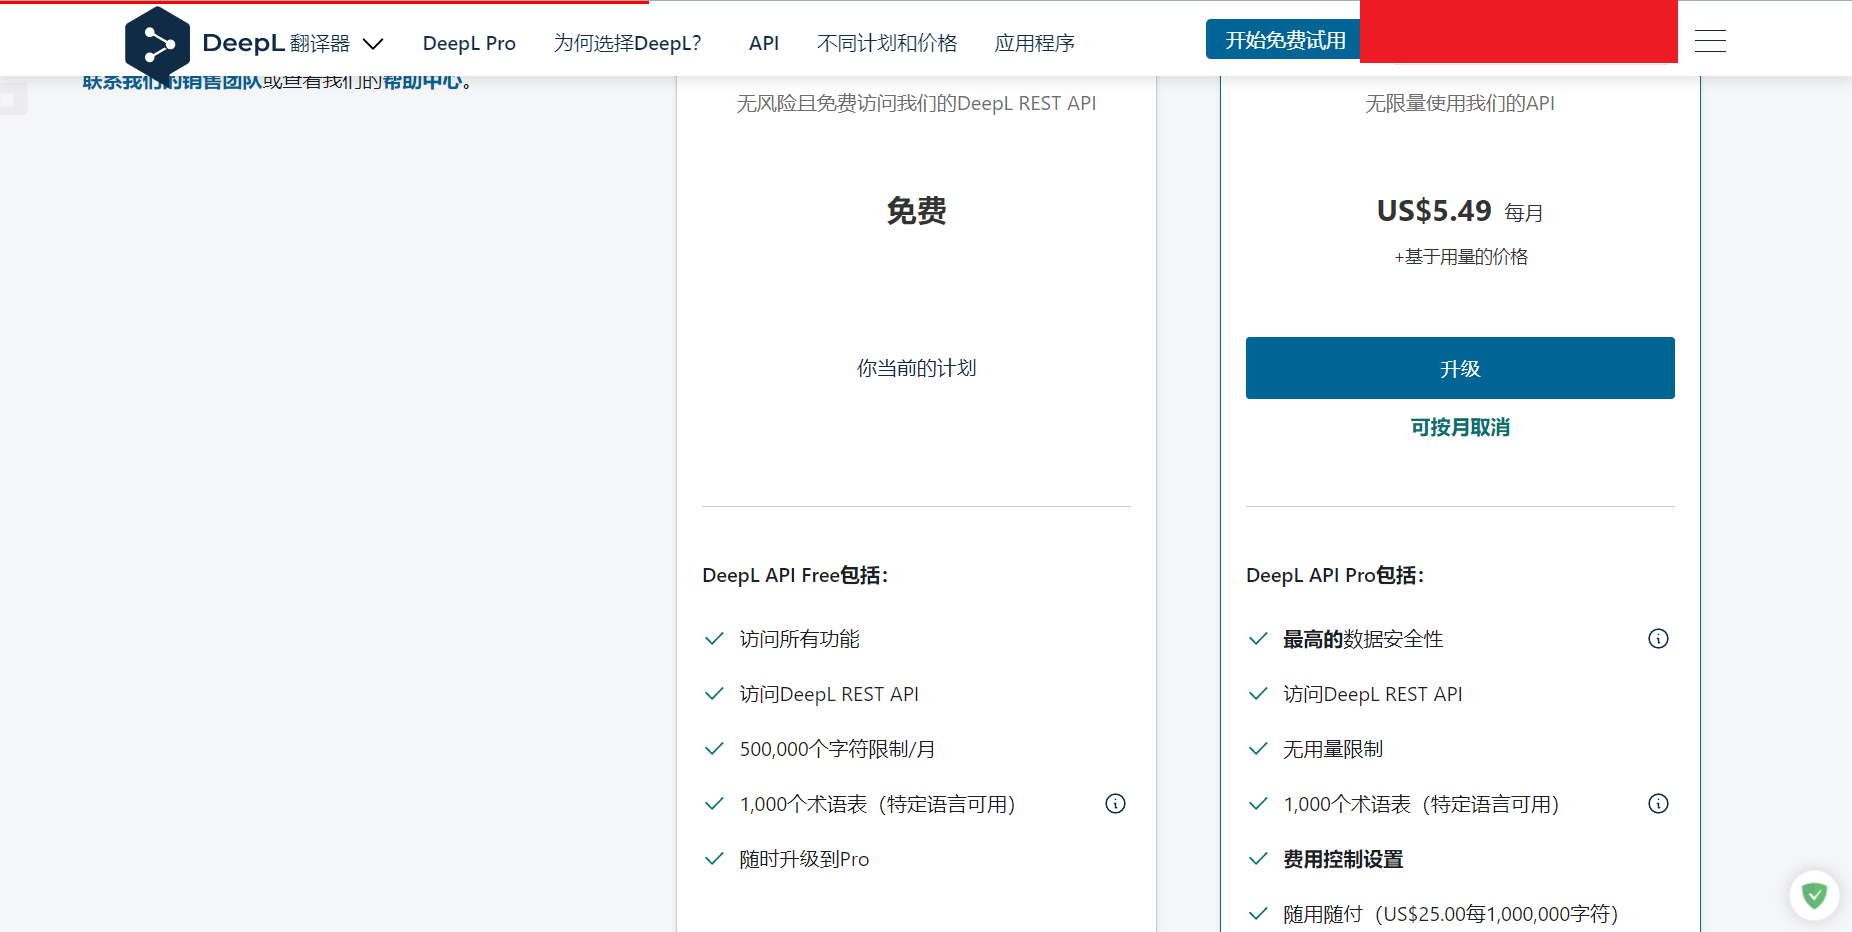 DeepL 翻译器
DeepL Pro
为何选择DeepL？
API
不同计划和价格
应用程序
开始免费试用
联系我们的销售团队或查看我们的帮助中心。
无风险且免费访问我们的DeepL REST API
免费
你当前的计划
DeepL API Free包括：
访问所有功能
访问DeepL REST API
500,000个字符限制/月
1,000个术语表（特定语言可用）
随时升级到Pro
无限量使用我们的API
US$5.49 每月
+基于用量的价格
升级
可按月取消
DeepL API Pro包括：
最高的数据安全性
访问DeepL REST API
无用量限制
1,000个术语表（特定语言可用）
费用控制设置
随用随付（US$25.00每1,000,000字符）